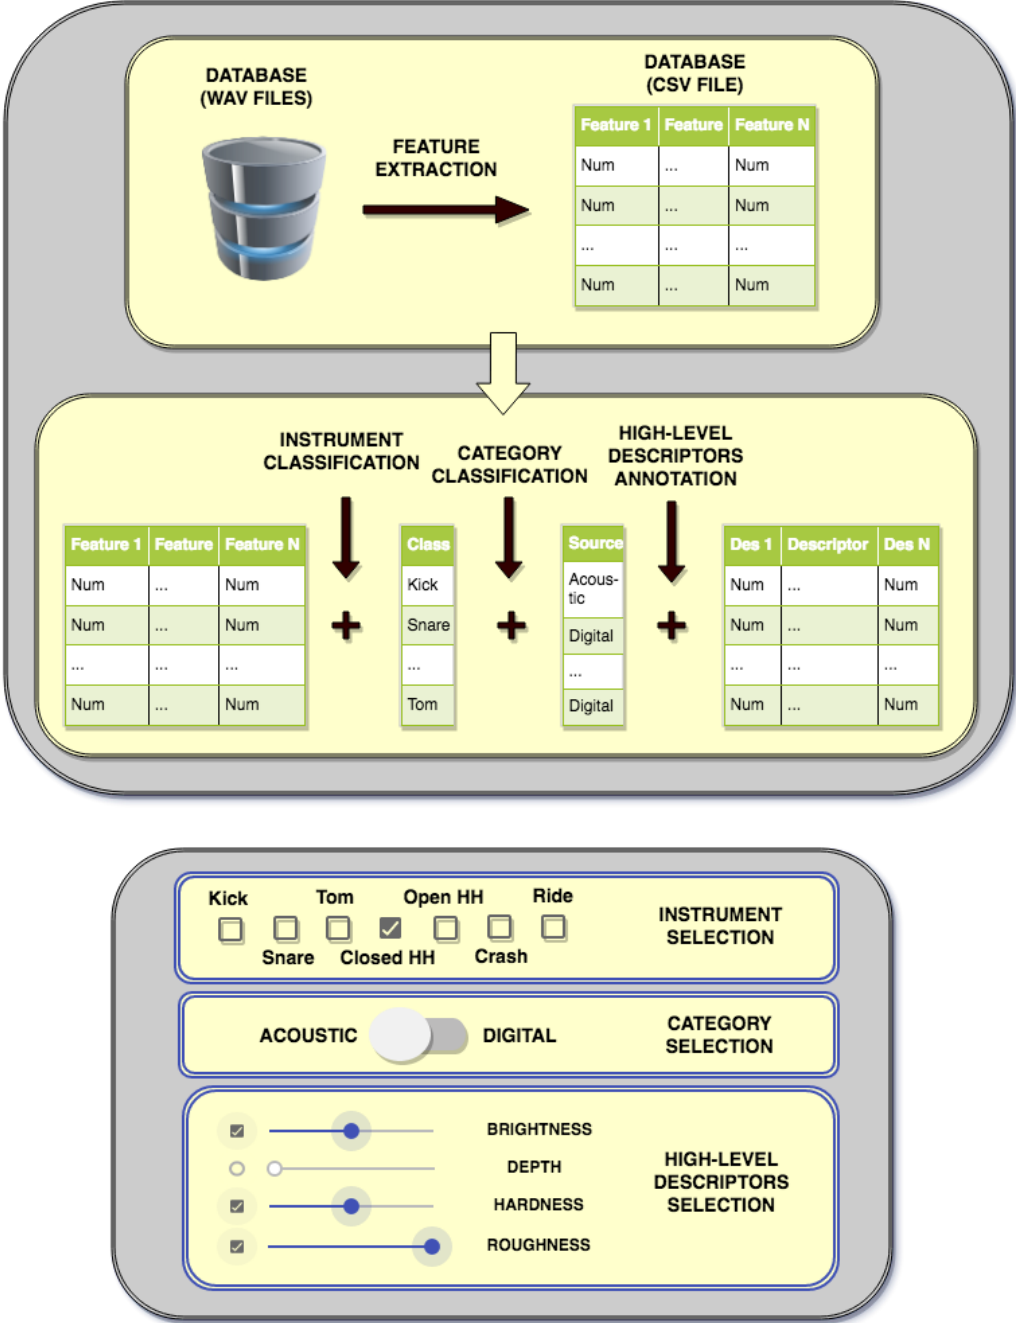 DATABASE
(WAV FILES)
FEATURE
EXTRACTION
DATABASE
(CSV FILE)
Feature 1 Feature Feature N
Num ... Num
Num ... Num
... ... ...
Num ... Num
INSTRUMENT
CLASSIFICATION
CATEGORY
CLASSIFICATION
HIGH-LEVEL
DESCRIPTORS
ANNOTATION
Feature 1 Feature Feature N
Num ... Num
Num ... Num
... ... ...
Num ... Num
Class
Kick
Snare
...
Tom
Source
Acous-
tic
Digital
...
Digital
Des 1 Descriptor Des N
Num ... Num
Num ... Num
... ... ...
Num ... Num
Kick Tom Open HH Ride
Snare Closed HH Crash
INSTRUMENT
SELECTION
ACOUSTIC DIGITAL
CATEGORY
SELECTION
BRIGHTNESS
DEPTH
HARDNESS
ROUGHNESS
HIGH-LEVEL
DESCRIPTORS
SELECTION